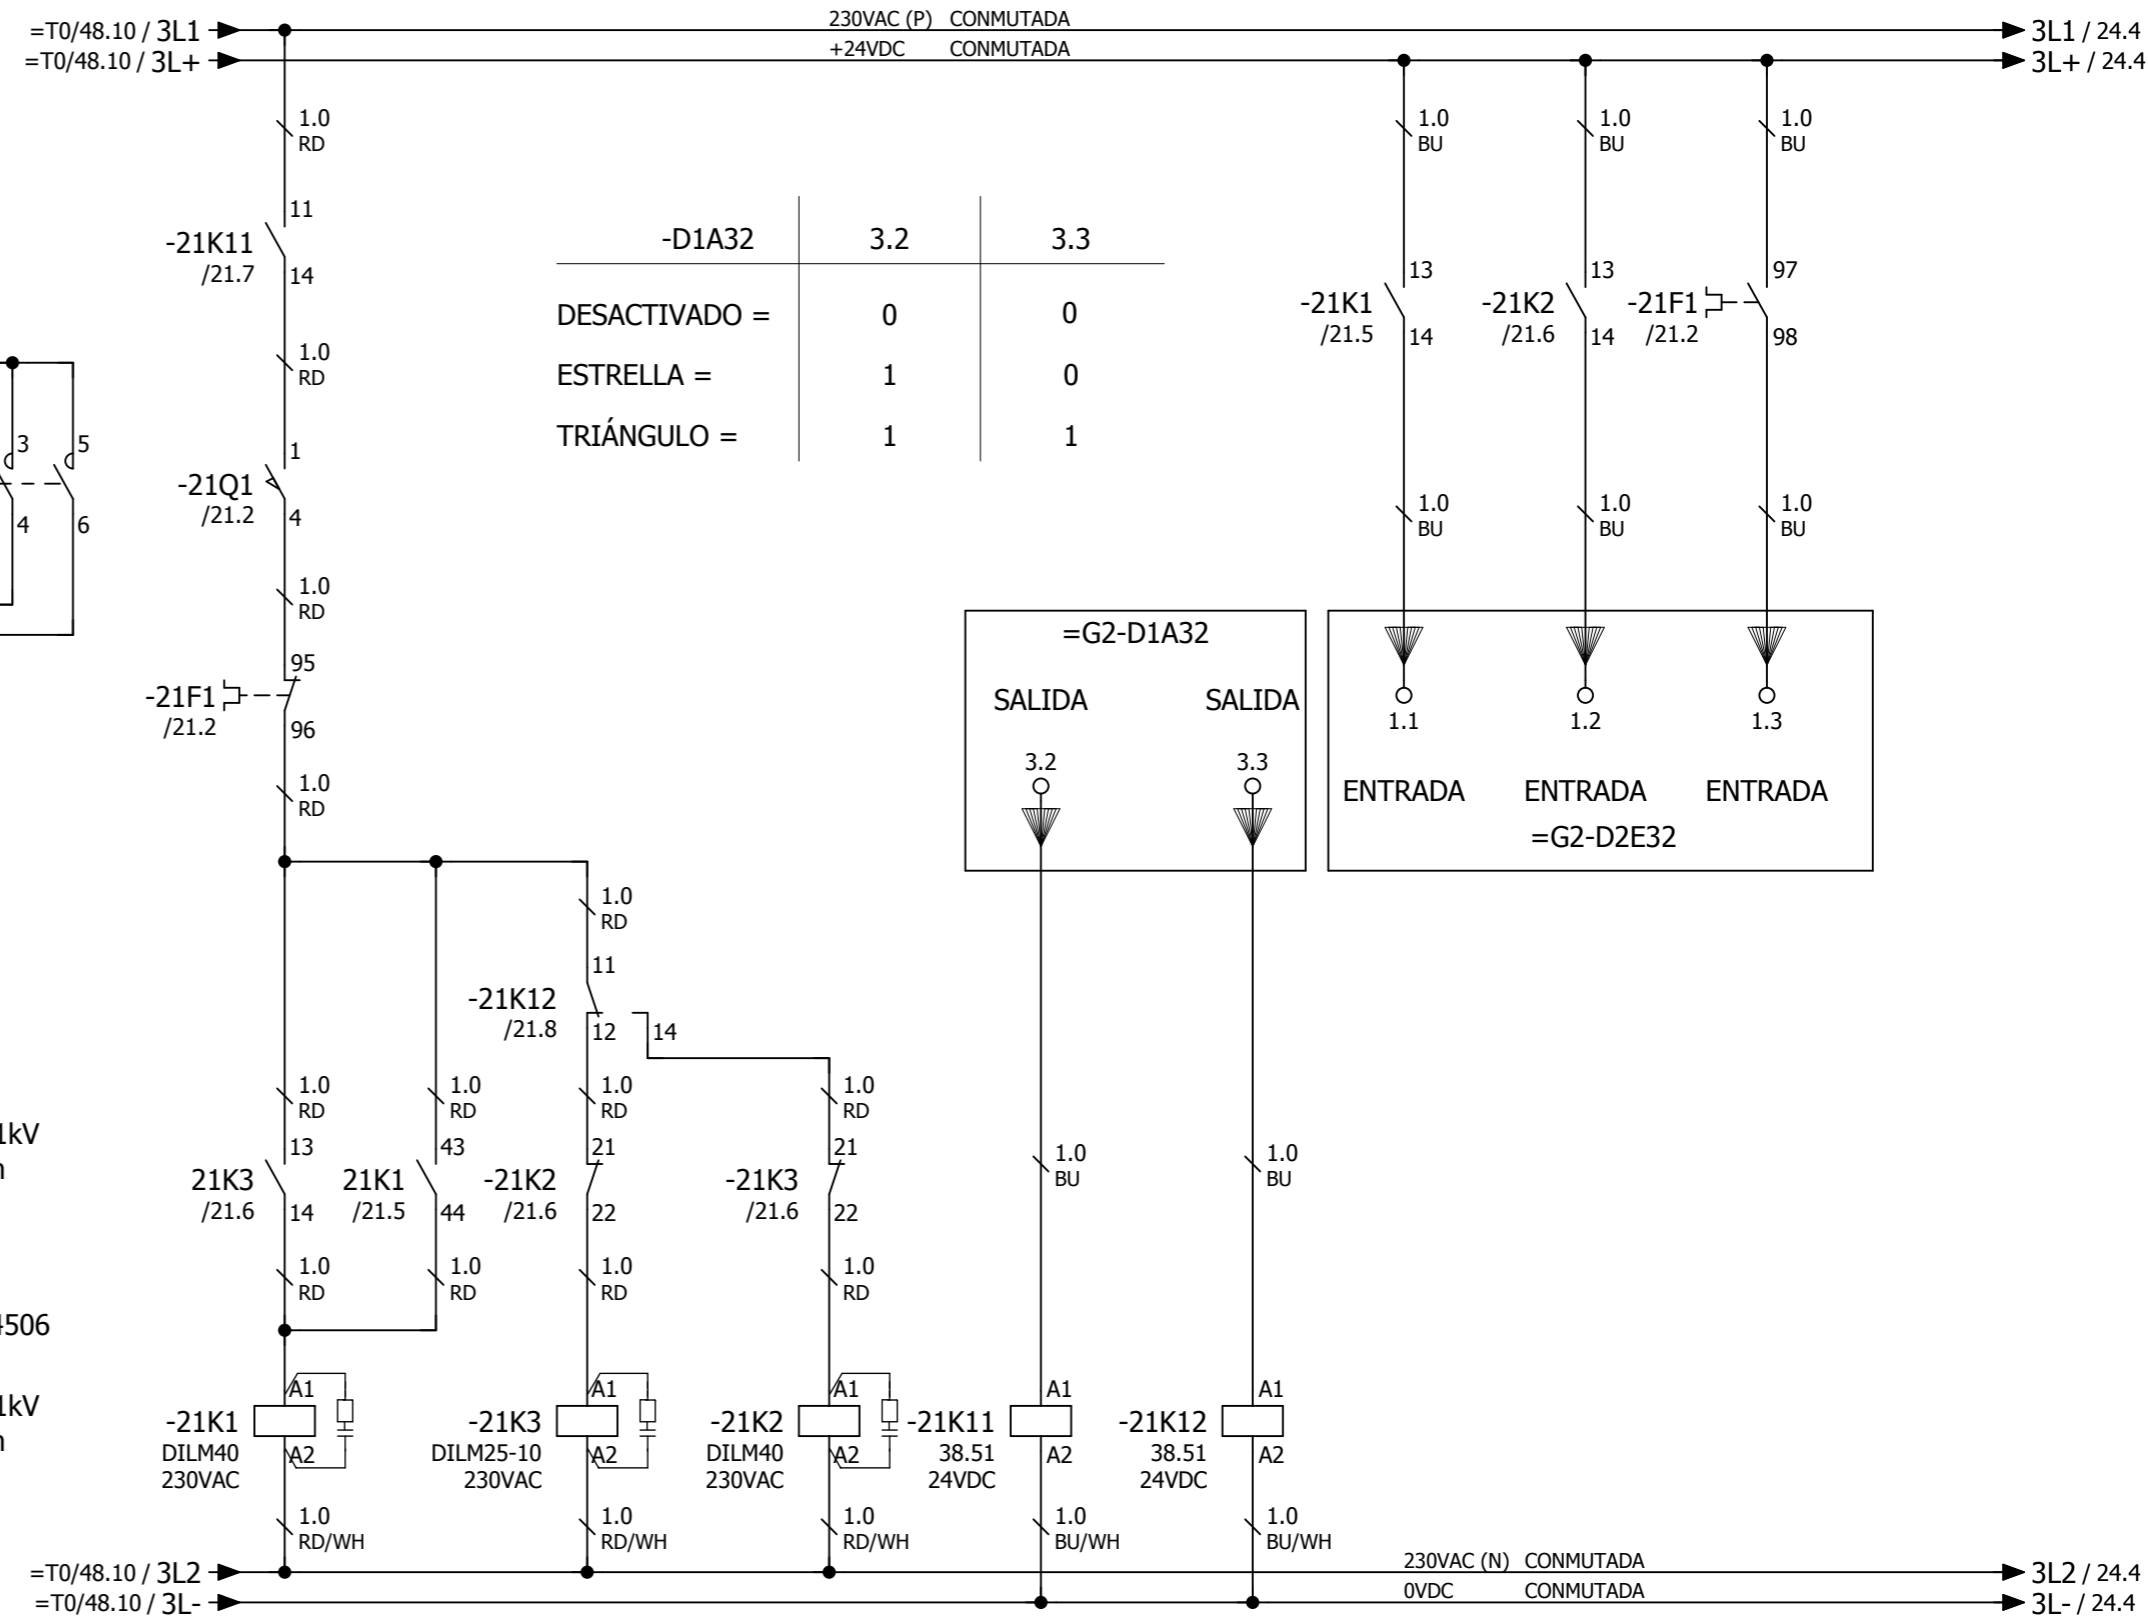 =T0/48.10 / 3L1 230VAC (P) CONMUTADA 3L1 / 24.4
=T0/48.10 / 3L+ +24VDC CONMUTADA 3L+ / 24.4
1.0 1.0 1.0 1.0
RD BU BU BU
11
-21K11
/21.7 14
-D1A32 3.2 3.3
DESACTIVADO = 0 0
ESTRELLA = 1 0
TRIÁNGULO = 1 1
13 13 97
-21K1 -21K2 -21F1
/21.5 14 /21.6 14 /21.2 98
1.0
RD
3 5
4 6
1
-21Q1
/21.2 4
1.0 1.0 1.0
BU BU BU
1.0
RD
95
-21F1
/21.2 96
1.0
RD
=G2-D1A32
SALIDA SALIDA
3.2 3.3
1.1 1.2 1.3
ENTRADA ENTRADA ENTRADA
=G2-D2E32
1.0
RD
11
-21K12
/21.8 12 14
1.0 1.0 1.0 1.0
RD RD RD RD
1kV
13 43 21 21
21K3 21K1 -21K2 -21K3
/21.6 14 /21.5 44 /21.6 22 /21.6 22
1.0 1.0
BU BU
1.0 1.0 1.0 1.0
RD RD RD RD
4506
1kV
A1 A1 A1 A1 A1
-21K1 -21K3 -21K2 -21K11 -21K12
DILM40 A2 DILM25-10 A2 DILM40 A2 38.51 A2 38.51 A2
230VAC 230VAC 230VAC 24VDC 24VDC
1.0 1.0 1.0 1.0 1.0
RD/WH RD/WH RD/WH BU/WH BU/WH
=T0/48.10 / 3L2 230VAC (N) CONMUTADA 3L2 / 24.4
=T0/48.10 / 3L- 0VDC CONMUTADA 3L- / 24.4